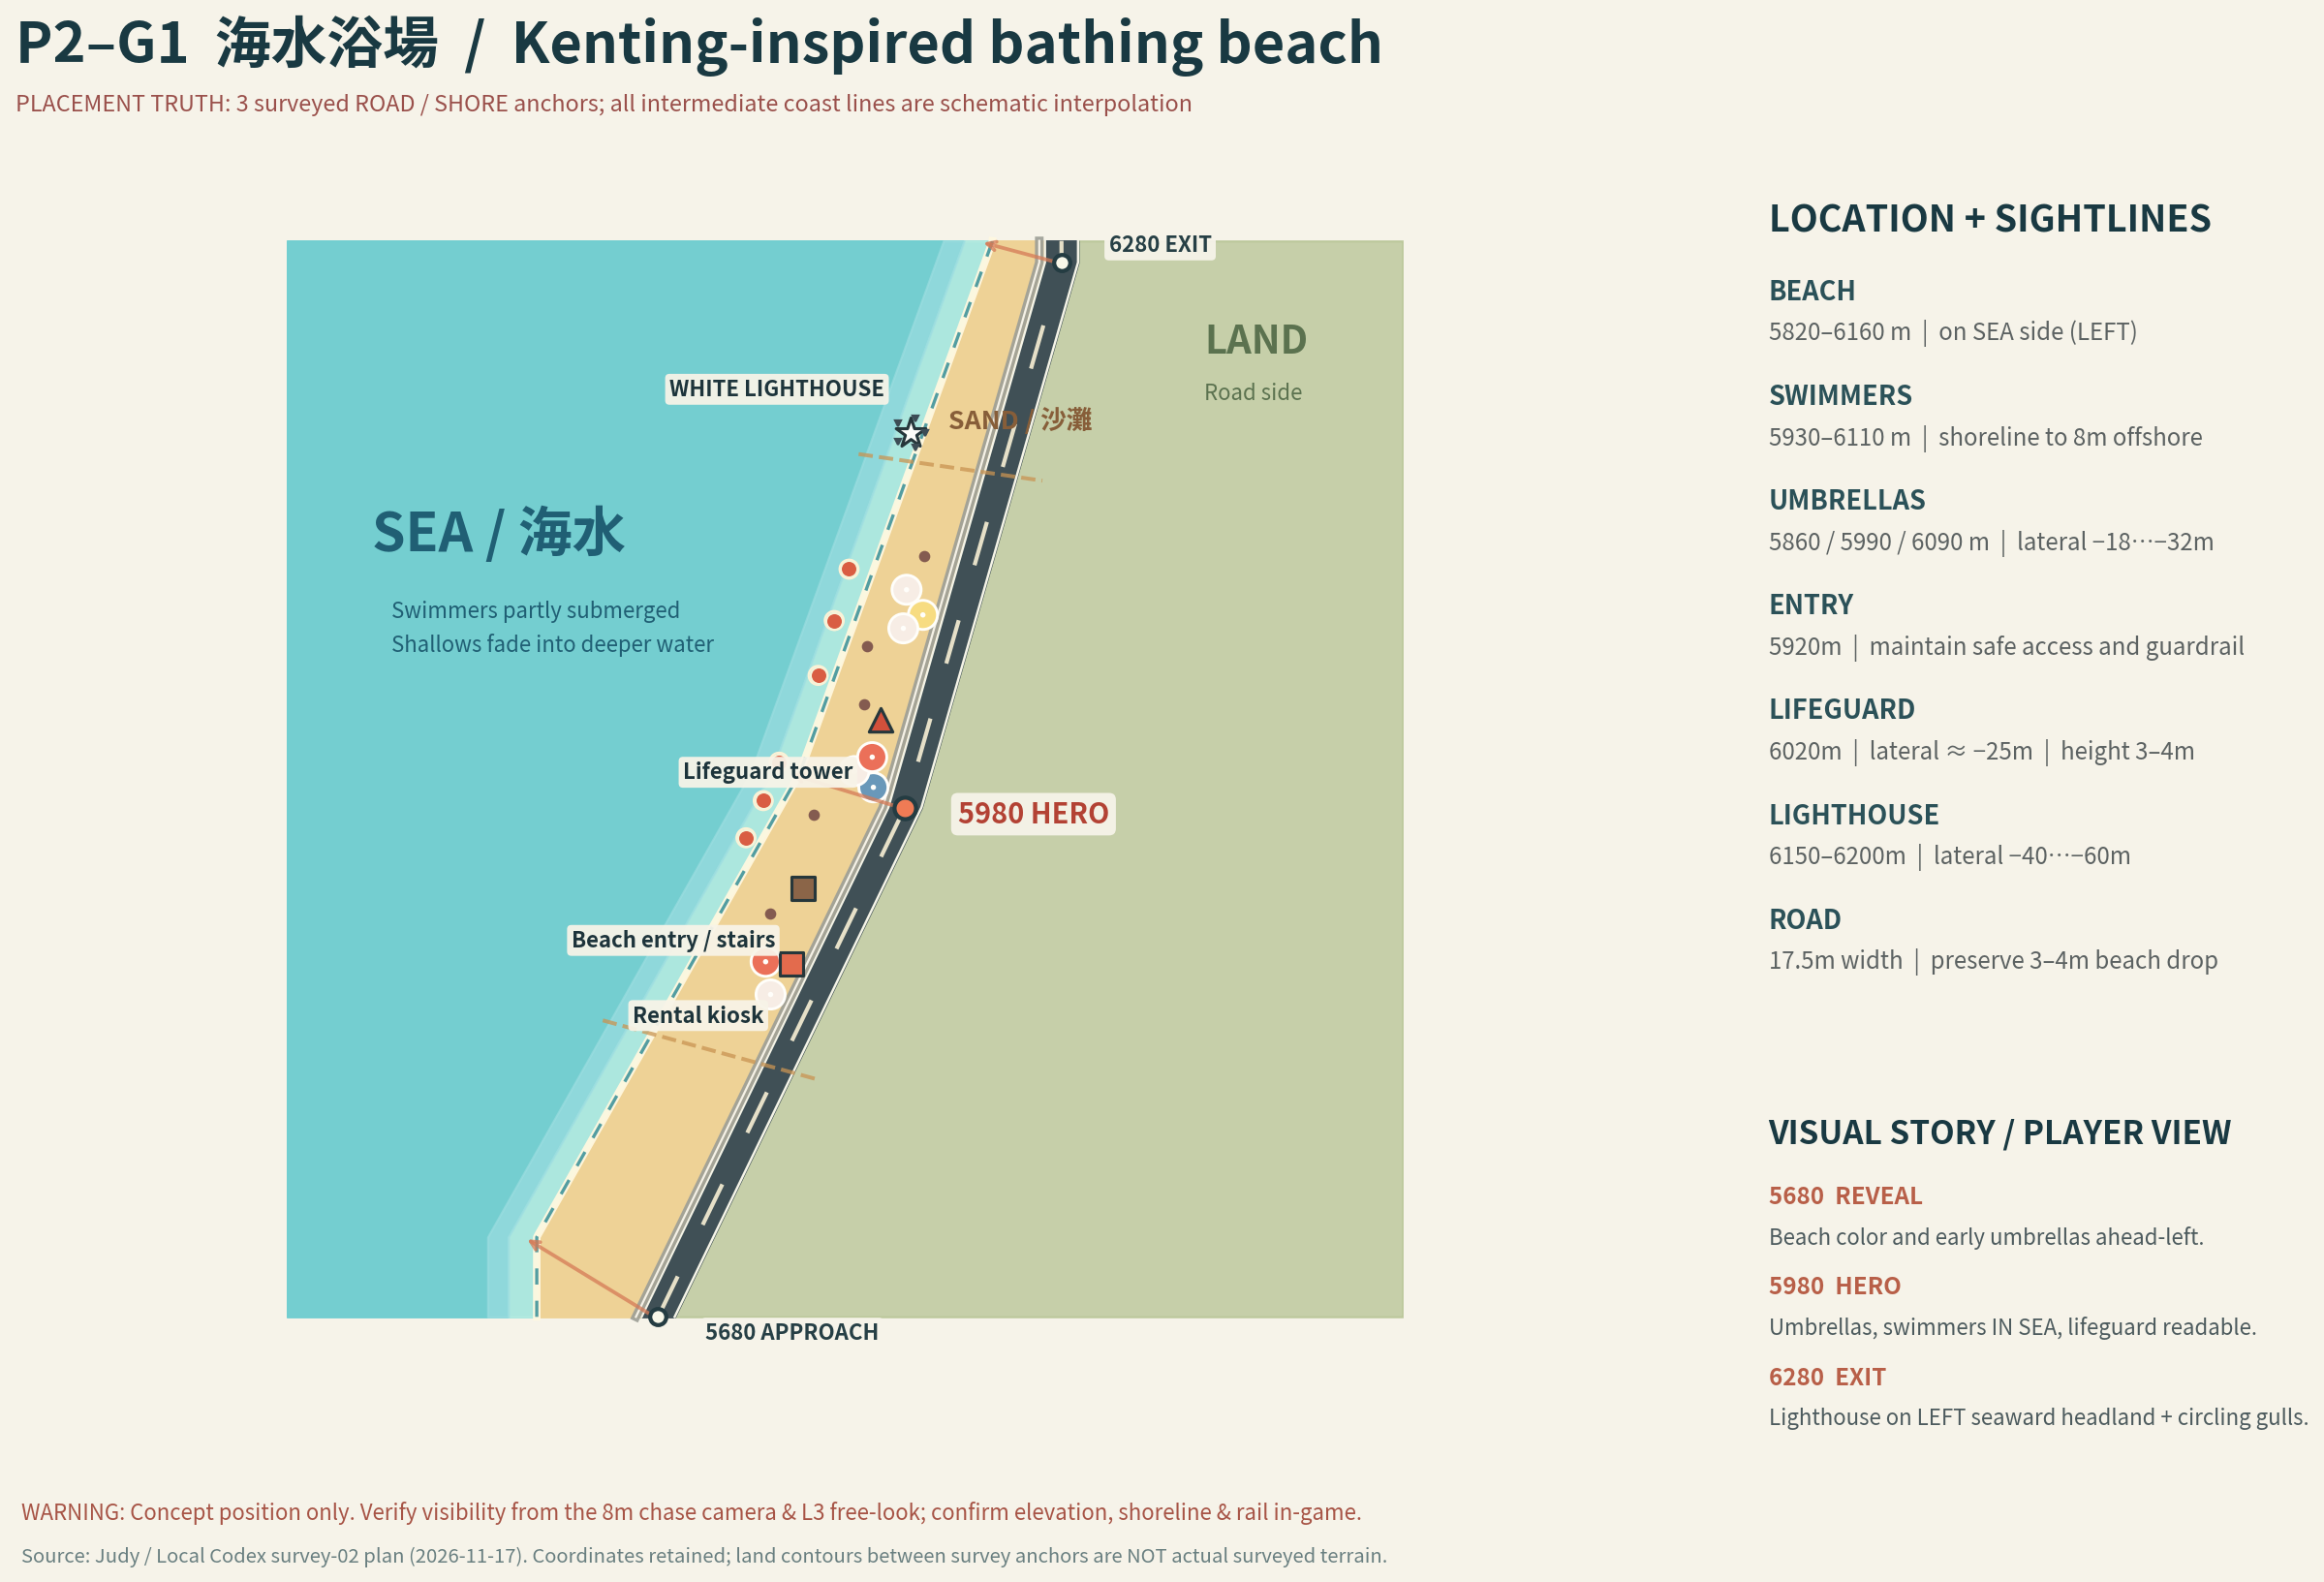 P2–G1 海水浴場 / Kenting-inspired bathing beach
PLACEMENT TRUTH: 3 surveyed ROAD / SHORE anchors; all intermediate coast lines are schematic interpolation
6280 EXIT
LAND
Road side
WHITE LIGHTHOUSE
SAND / 沙灘
SEA / 海水
Swimmers partly submerged
Shallows fade into deeper water
Lifeguard tower
5980 HERO
Beach entry / stairs
Rental kiosk
5680 APPROACH
LOCATION + SIGHTLINES
BEACH
5820–6160 m | on SEA side (LEFT)
SWIMMERS
5930–6110 m | shoreline to 8m offshore
UMBRELLAS
5860 / 5990 / 6090 m | lateral −18⋯−32m
ENTRY
5920m | maintain safe access and guardrail
LIFEGUARD
6020m | lateral ≈ −25m | height 3–4m
LIGHTHOUSE
6150–6200m | lateral −40⋯−60m
ROAD
17.5m width | preserve 3–4m beach drop
VISUAL STORY / PLAYER VIEW
5680 REVEAL
Beach color and early umbrellas ahead-left.
5980 HERO
Umbrellas, swimmers IN SEA, lifeguard readable.
6280 EXIT
Lighthouse on LEFT seaward headland + circling gulls.
WARNING: Concept position only. Verify visibility from the 8m chase camera & L3 free-look; confirm elevation, shoreline & rail in-game.
Source: Judy / Local Codex survey-02 plan (2026-11-17). Coordinates retained; land contours between survey anchors are NOT actual surveyed terrain.